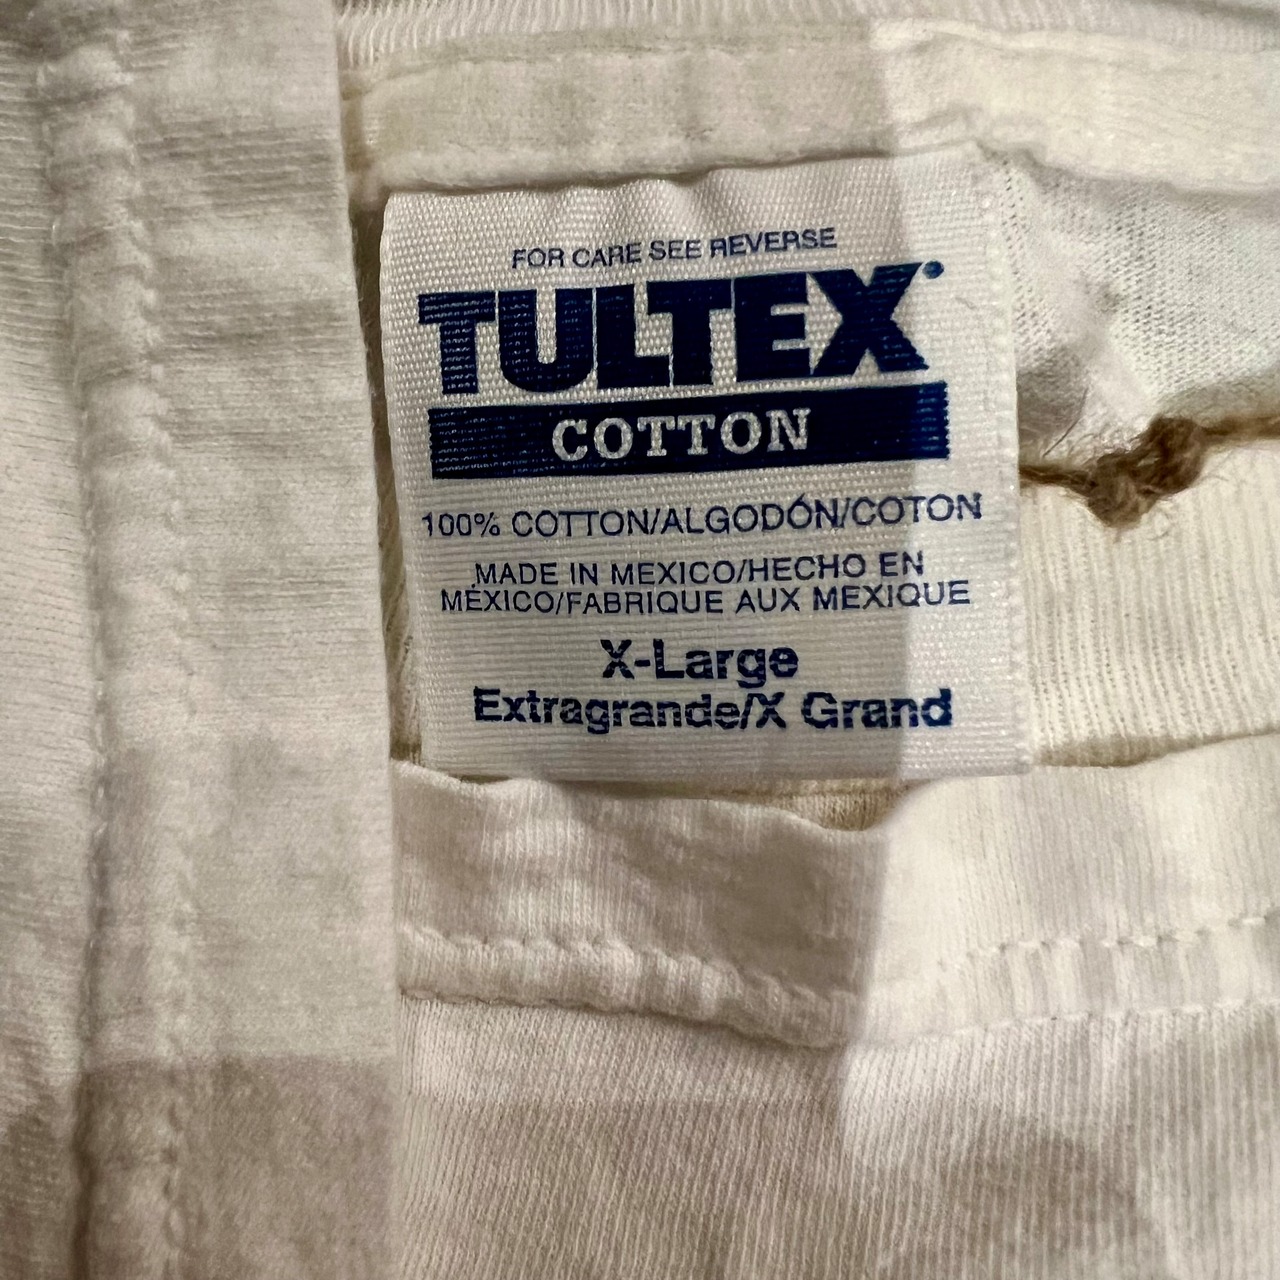 FOR CARE SEE REVERSE
TULTEX®
COTTON
100% COTTON/ALGODÓN/COTON
MADE IN MEXICO/HECHO EN
MÉXICO/FABRIQUE AUX MEXIQUE
X-Large
Extragrande/X Grand